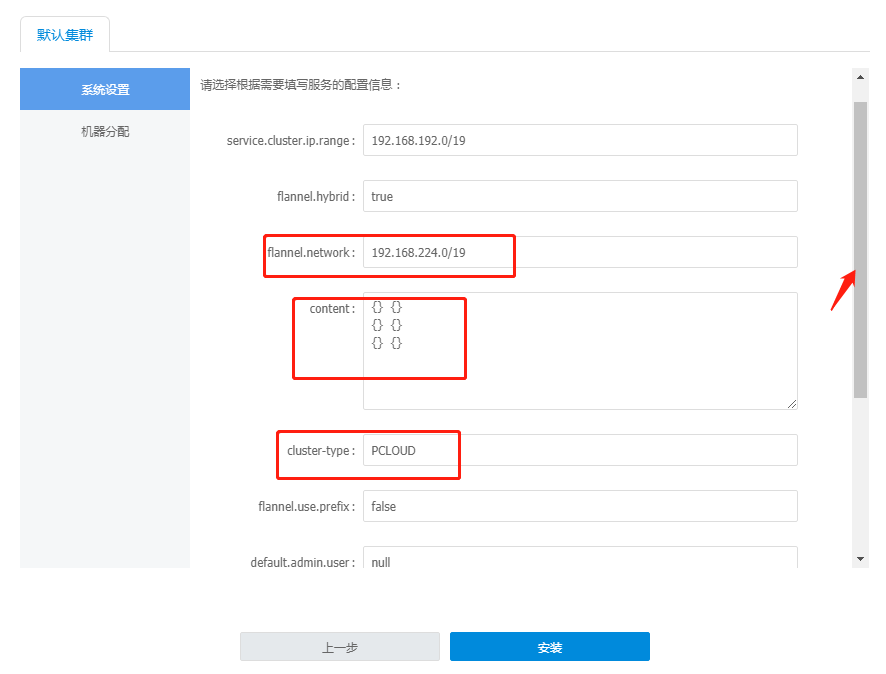 默认集群
系统设置
机器分配
请选择根据需要填写服务的配置信息：
service.cluster.ip.range： 192.168.192.0/19
flannel.hybrid： true
flannel.network： 192.168.224.0/19
content： {} {}
{} {}
{} {}
cluster-type： PCLOUD
flannel.use.prefix： false
default.admin.user： null
上一步 安装